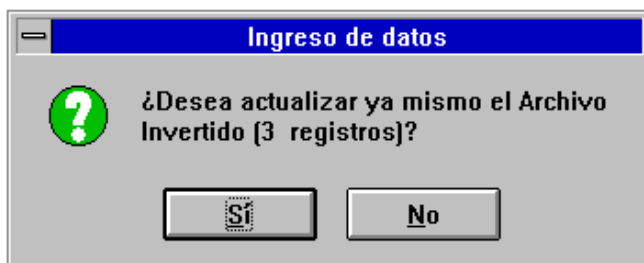 Ingreso de datos
¿Desea actualizar ya mismo el Archivo
Invertido (3 registros)?
Sí No